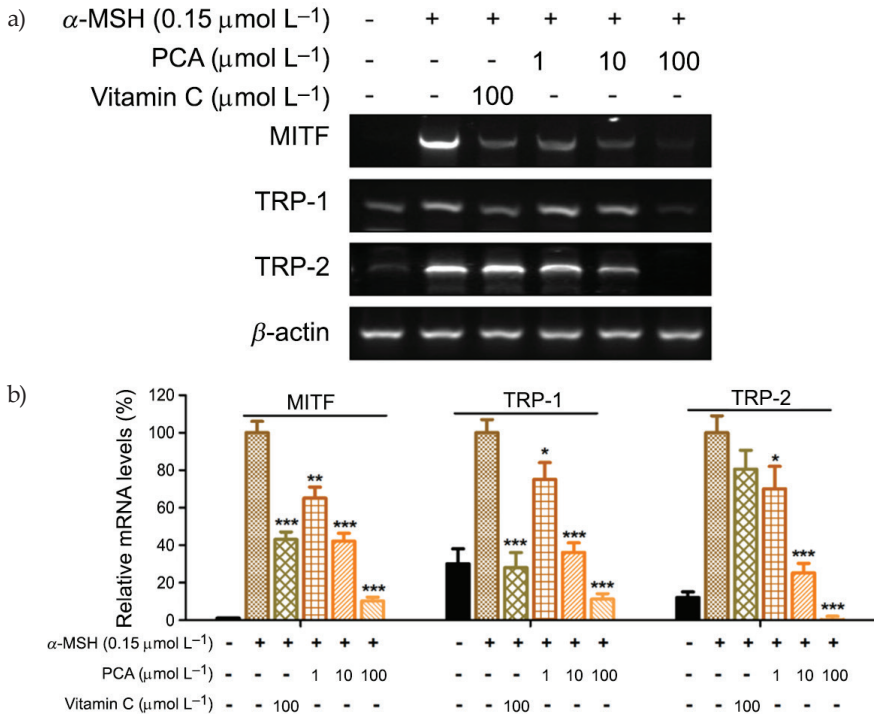 a)
α-MSH (0.15 μmol L–1) - + + + + +
PCA (μmol L–1) - - - 1 10 100
Vitamin C (μmol L–1) - - 100 - - -
MITF
TRP-1
TRP-2
β-actin
b)
Relative mRNA levels (%)
120
100
80
60
40
20
0
MITF
*** ** *** ***
TRP-1
*** * *** ***
TRP-2
* *** ***
α-MSH (0.15 μmol L–1) - + + + + + - + + + + + - + + + + +
PCA (μmol L–1) - - - 1 10 100 - - - 1 10 100 - - - 1 10 100
Vitamin C (μmol L–1) - - 100 - - - - - 100 - - - - - 100 - - -